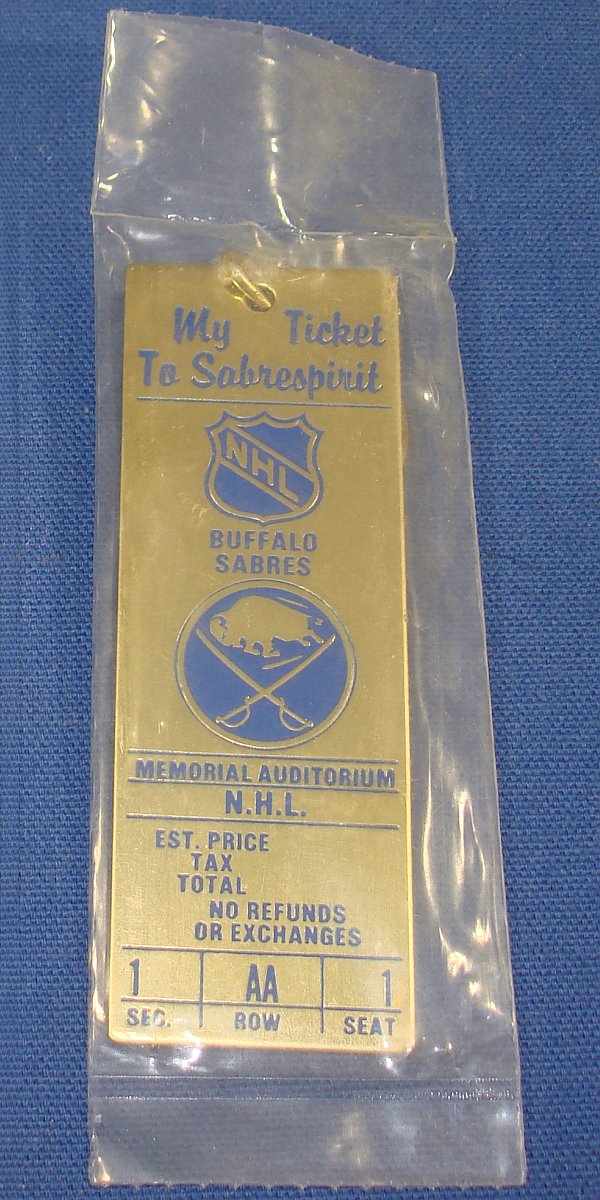 My Ticket
To Sabrespirit
NHL
BUFFALO
SABRES
MEMORIAL AUDITORIUM
N.H.L.
EST. PRICE
TAX
TOTAL
NO REFUNDS
OR EXCHANGES
1 AA 1
SEC. ROW SEAT